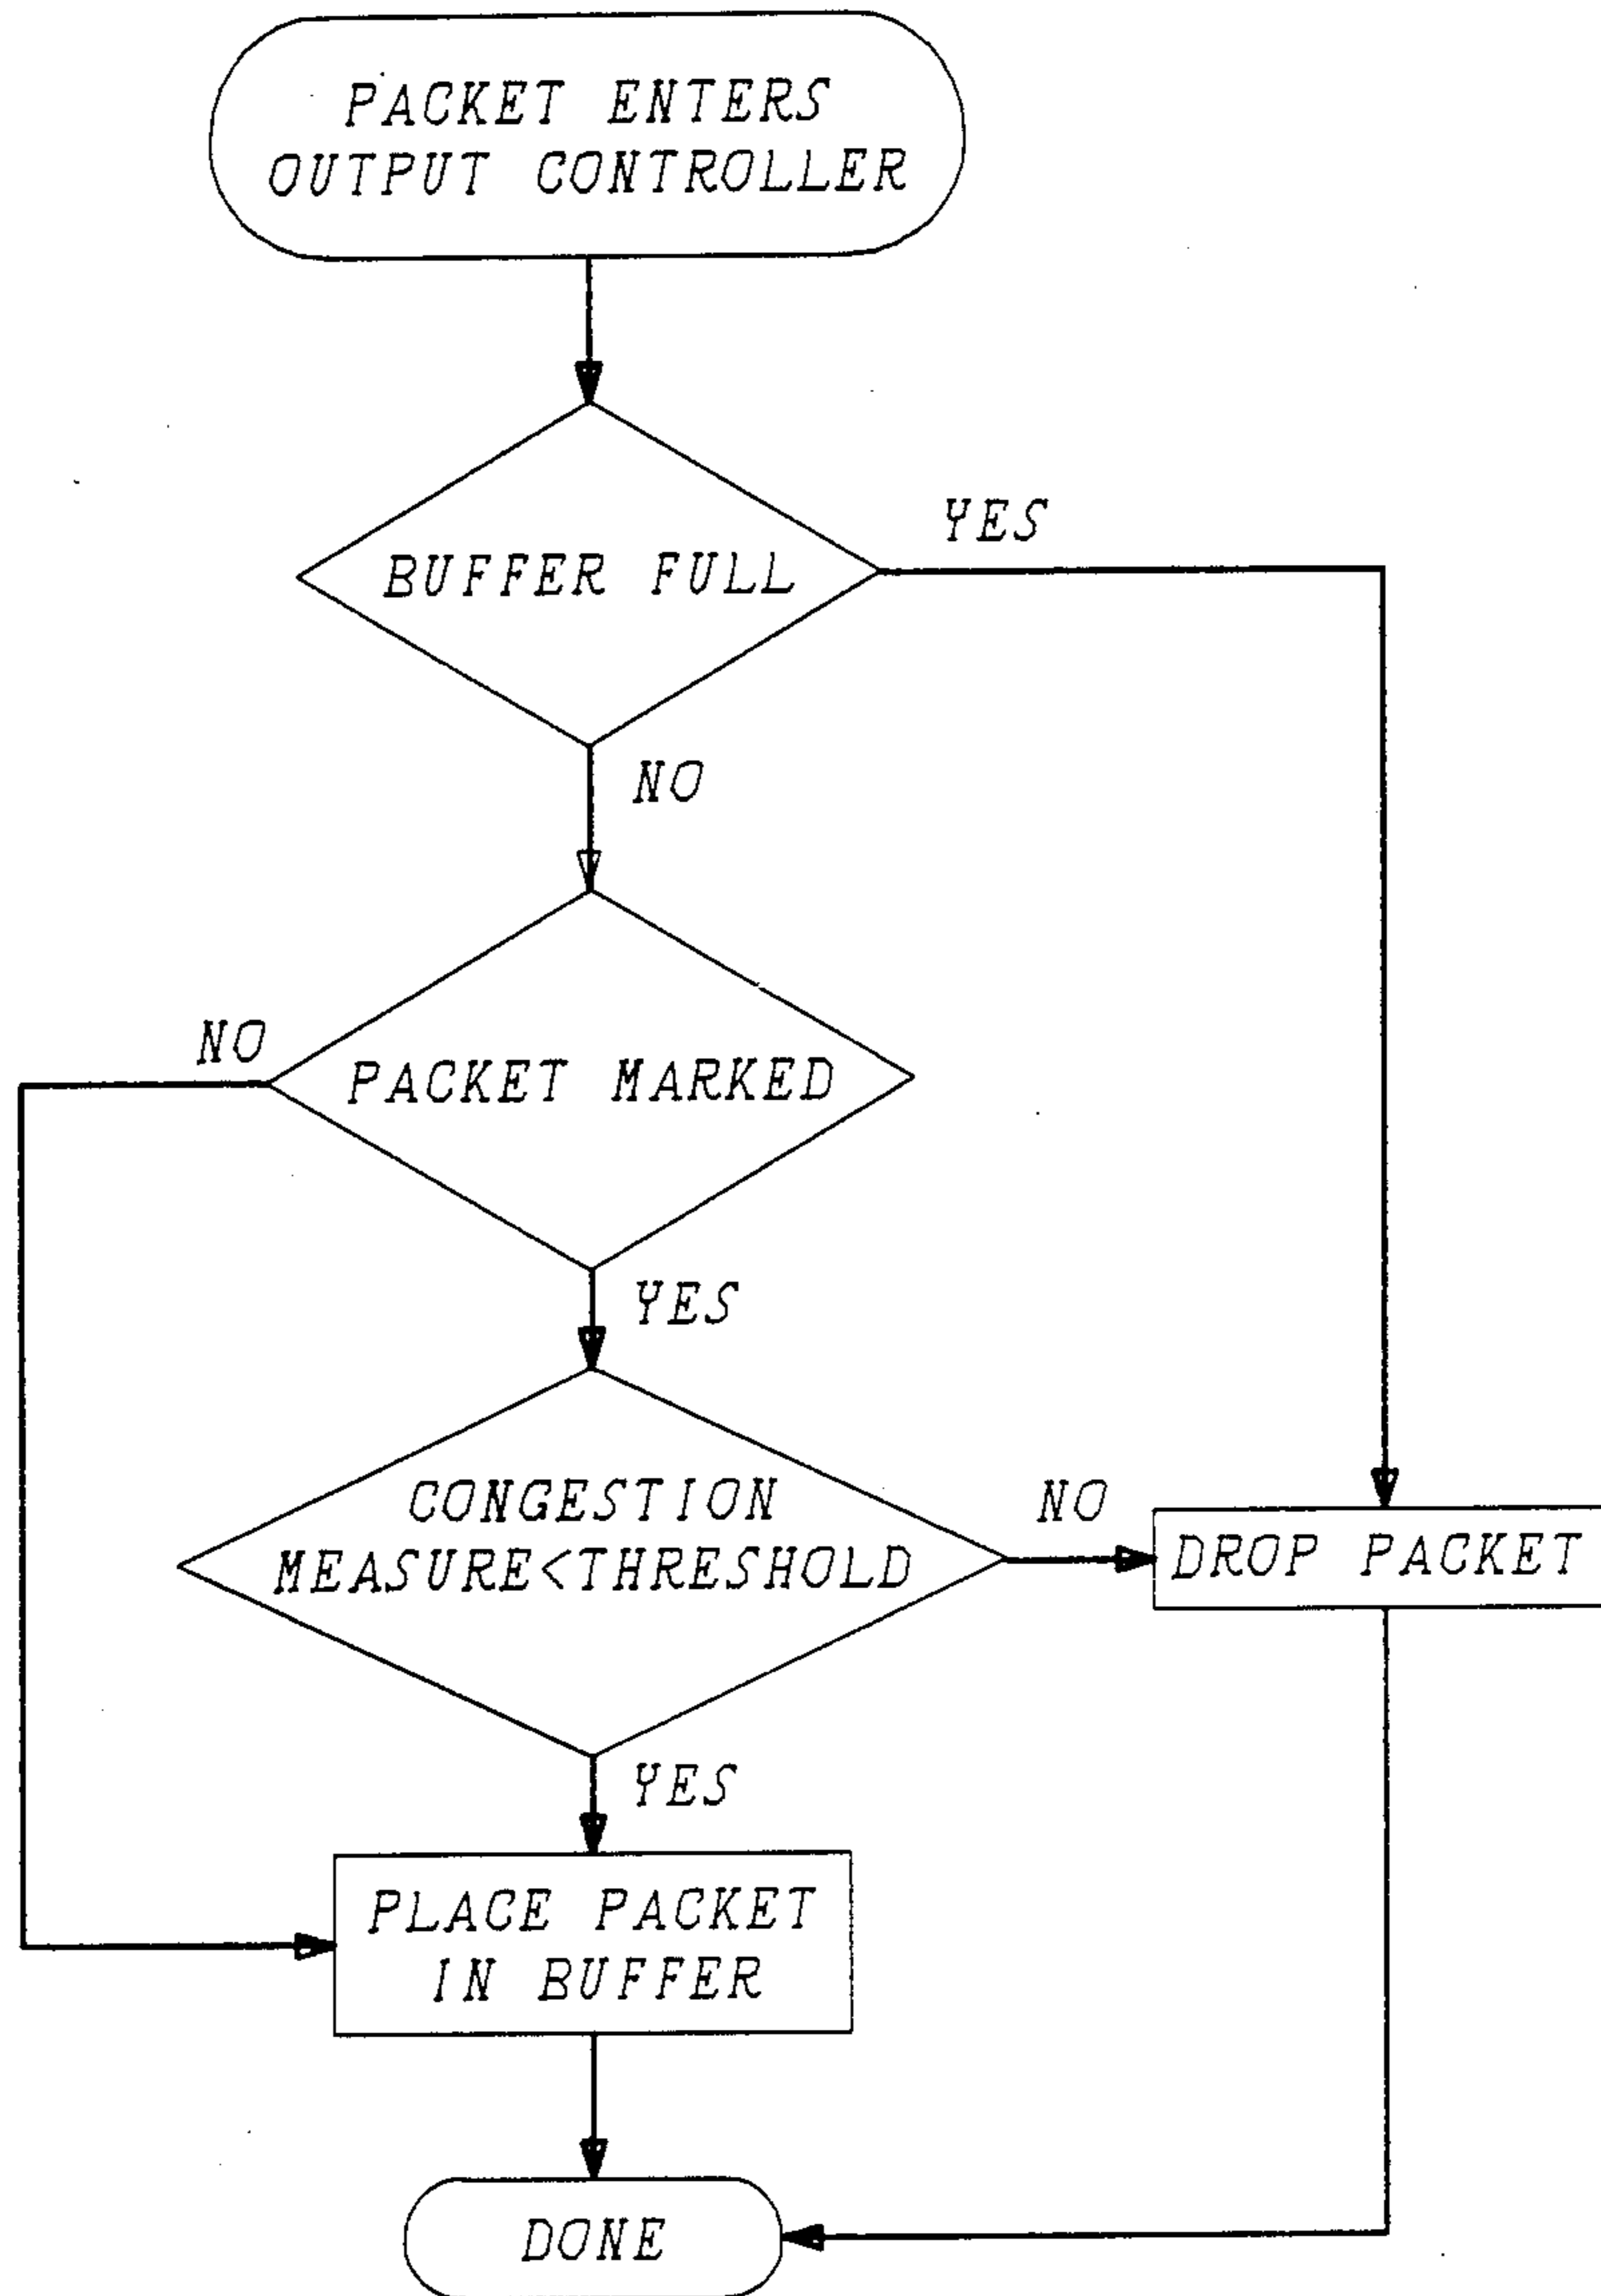 PACKET ENTERS
OUTPUT CONTROLLER
BUFFER FULL
YES
NO
PACKET MARKED
NO
YES
CONGESTION
MEASURE<THRESHOLD
NO
DROP PACKET
YES
PLACE PACKET
IN BUFFER
DONE